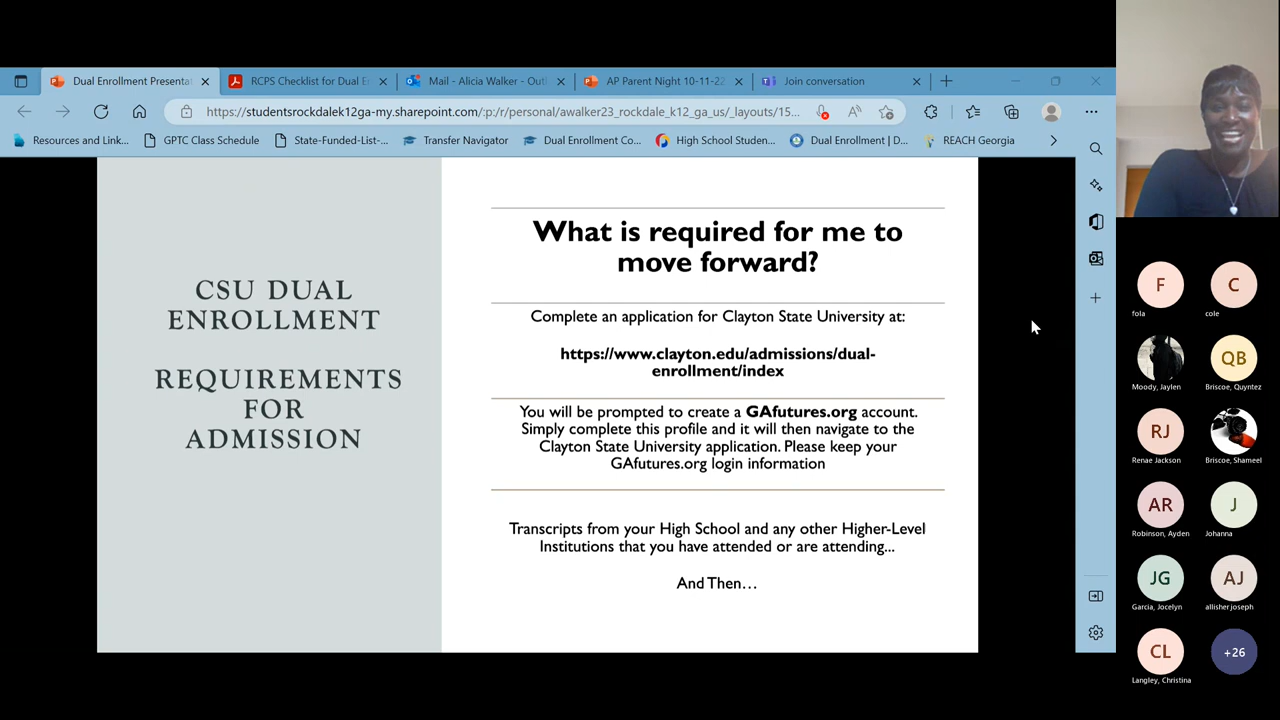 Dual Enrollment Presenta
RCPS Checklist for Dual E
Mail - Alicia Walker - Outl
AP Parent Night 10-11-22
Join conversation
https://studentsrockdalek12ga-my.sharepoint.com/:p:/r/personal/awalker23_rockdale_k12_ga_us/_layouts/15...
Resources and Link...
GPTC Class Schedule
State-Funded-List-...
Transfer Navigator
Dual Enrollment Co...
High School Studen...
Dual Enrollment | D...
REACH Georgia
CSU DUAL
ENROLLMENT
REQUIREMENTS
FOR
ADMISSION
What is required for me to
move forward?
Complete an application for Clayton State University at:
https://www.clayton.edu/admissions/dual-
enrollment/index
You will be prompted to create a GAfutures.org account.
Simply complete this profile and it will then navigate to the
Clayton State University application. Please keep your
GAfutures.org login information
Transcripts from your High School and any other Higher-Level
Institutions that you have attended or are attending...
And Then...
F
fola
C
cole
Moody, Jaylen
QB
Briscoe, Quyntez
RJ
Renae Jackson
Briscoe, Shameel
AR
Robinson, Ayden
J
Johanna
JG
Garcia, Jocelyn
AJ
allisher joseph
CL
Langley, Christina
+26